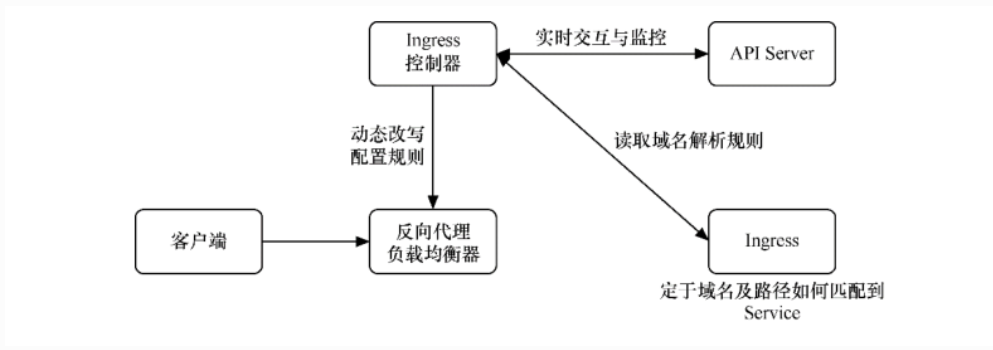 Ingress
控制器
实时交互与监控
API Server
动态改写
配置规则
读取域名解析规则
客户端
反向代理
负载均衡器
Ingress
定于域名及路径如何匹配到
Service